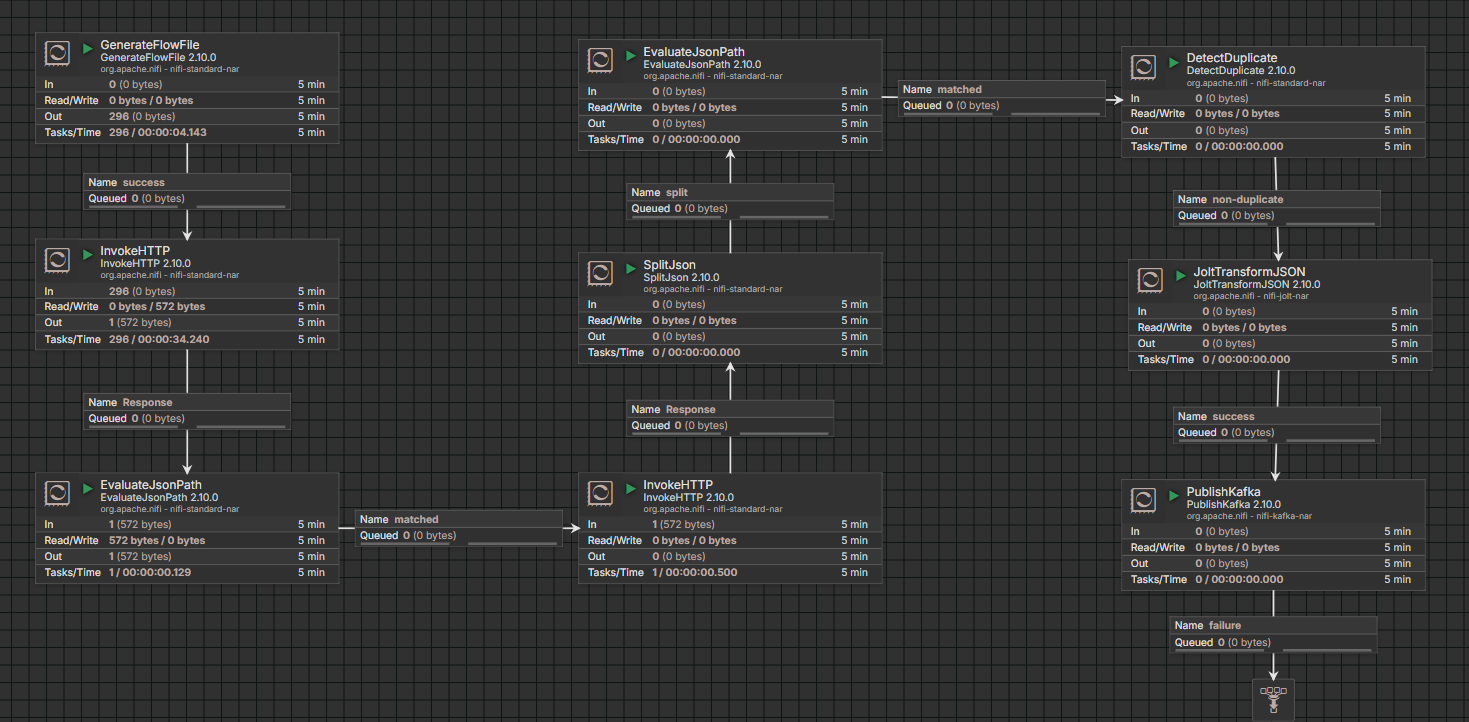 GenerateFlowFile
GenerateFlowFile 2.10.0
org.apache.nifi - nifi-standard-nar
In 0 (0 bytes) 5 min
Read/Write 0 bytes / 0 bytes 5 min
Out 296 (0 bytes) 5 min
Tasks/Time 296 / 00:00:04.143 5 min
Name success
Queued 0 (0 bytes)
InvokeHTTP
InvokeHTTP 2.10.0
org.apache.nifi - nifi-standard-nar
In 296 (0 bytes) 5 min
Read/Write 0 bytes / 572 bytes 5 min
Out 1 (572 bytes) 5 min
Tasks/Time 296 / 00:00:34.240 5 min
Name Response
Queued 0 (0 bytes)
EvaluateJsonPath
EvaluateJsonPath 2.10.0
org.apache.nifi - nifi-standard-nar
In 1 (572 bytes) 5 min
Read/Write 572 bytes / 0 bytes 5 min
Out 1 (572 bytes) 5 min
Tasks/Time 1 / 00:00:00.129 5 min
Name matched
Queued 0 (0 bytes)
InvokeHTTP
InvokeHTTP 2.10.0
org.apache.nifi - nifi-standard-nar
In 1 (572 bytes) 5 min
Read/Write 0 bytes / 0 bytes 5 min
Out 0 (0 bytes) 5 min
Tasks/Time 1 / 00:00:00.500 5 min
Name Response
Queued 0 (0 bytes)
SplitJson
SplitJson 2.10.0
org.apache.nifi - nifi-standard-nar
In 0 (0 bytes) 5 min
Read/Write 0 bytes / 0 bytes 5 min
Out 0 (0 bytes) 5 min
Tasks/Time 0 / 00:00:00.000 5 min
Name split
Queued 0 (0 bytes)
EvaluateJsonPath
EvaluateJsonPath 2.10.0
org.apache.nifi - nifi-standard-nar
In 0 (0 bytes) 5 min
Read/Write 0 bytes / 0 bytes 5 min
Out 0 (0 bytes) 5 min
Tasks/Time 0 / 00:00:00.000 5 min
Name matched
Queued 0 (0 bytes)
DetectDuplicate
DetectDuplicate 2.10.0
org.apache.nifi - nifi-standard-nar
In 0 (0 bytes) 5 min
Read/Write 0 bytes / 0 bytes 5 min
Out 0 (0 bytes) 5 min
Tasks/Time 0 / 00:00:00.000 5 min
Name non-duplicate
Queued 0 (0 bytes)
JoltTransformJSON
JoltTransformJSON 2.10.0
org.apache.nifi - nifi-jolt-nar
In 0 (0 bytes) 5 min
Read/Write 0 bytes / 0 bytes 5 min
Out 0 (0 bytes) 5 min
Tasks/Time 0 / 00:00:00.000 5 min
Name success
Queued 0 (0 bytes)
PublishKafka
PublishKafka 2.10.0
org.apache.nifi - nifi-kafka-nar
In 0 (0 bytes) 5 min
Read/Write 0 bytes / 0 bytes 5 min
Out 0 (0 bytes) 5 min
Tasks/Time 0 / 00:00:00.000 5 min
Name failure
Queued 0 (0 bytes)